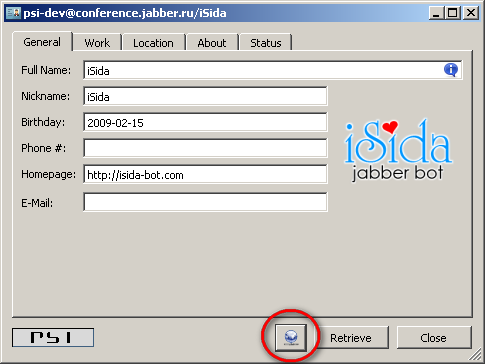 psi-dev@conference.jabber.ru/iSida
General Work Location About Status
Full Name: iSida
Nickname: iSida
Birthday: 2009-02-15
Phone #:
Homepage: http://isida-bot.com
E-Mail:
iSida
jabber bot
PSI
Retrieve
Close